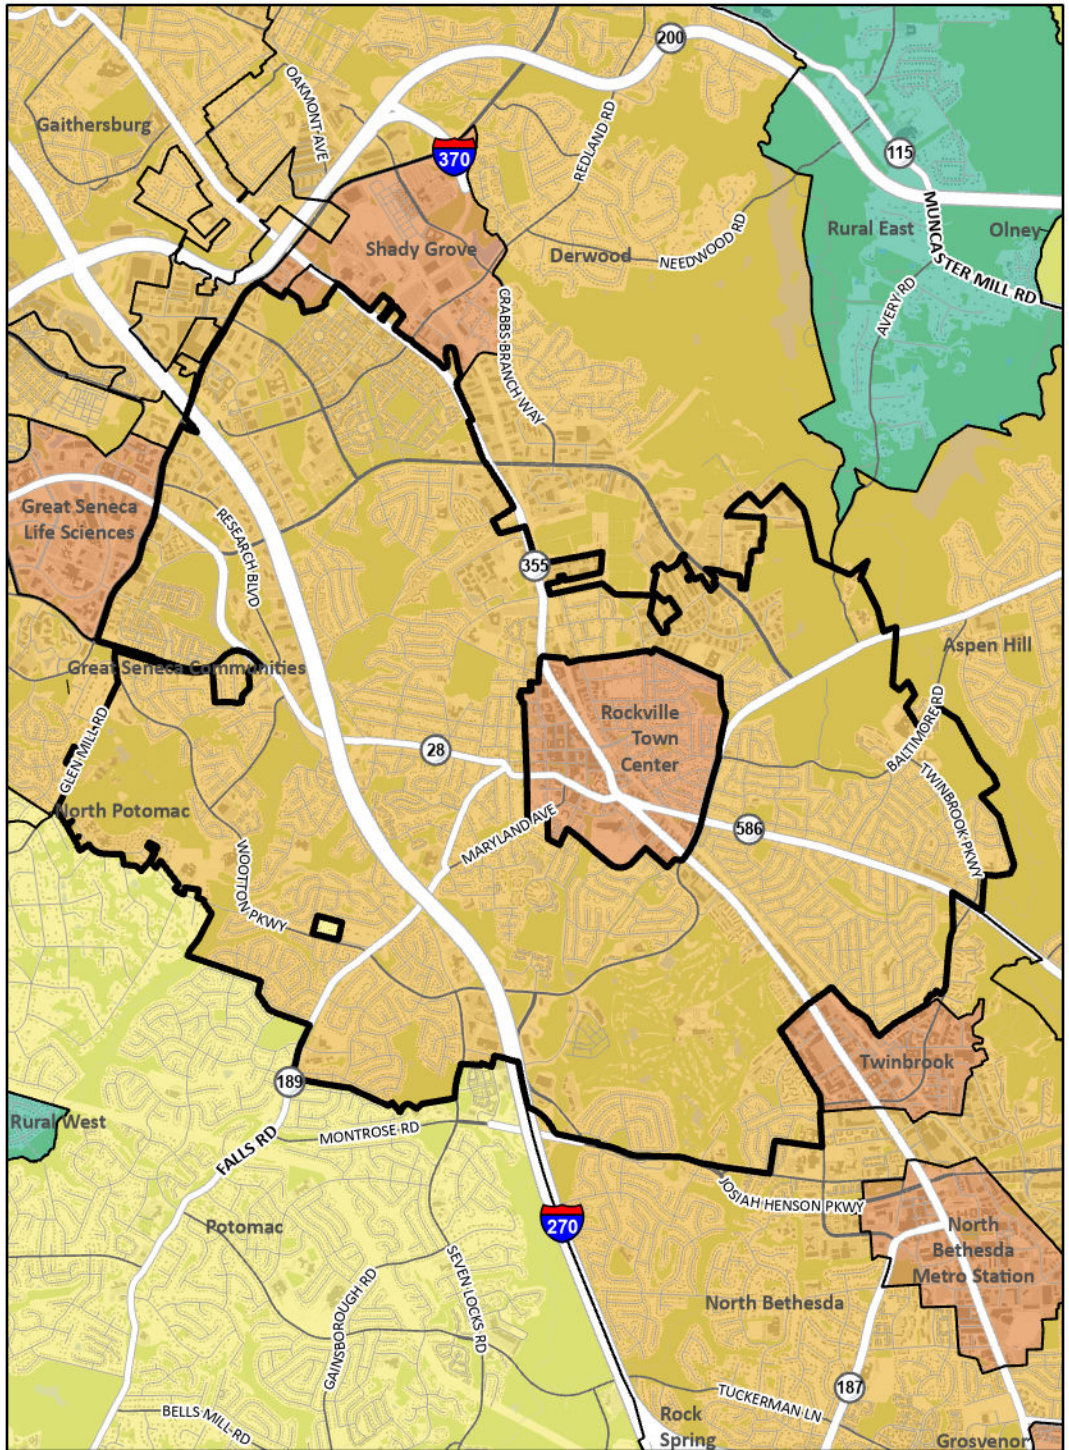 200
OAKMONT AVE
Gaithersburg
370
REDLAND RD
115
MUNCASTER MILL RD
Rural East
Olney
Shady Grove
Derwood
NEEDWOOD RD
AVERY RD
CRABBS BRANCH WAY
Great Seneca
Life Sciences
RESEARCH BLVD
355
Great Seneca Communities
Aspen Hill
GLEN MILL RD
Rockville
Town
Center
28
BALTIMORE RD
TWINBROOK PKWY
North Potomac
MARYLAND AVE
586
WOOTTON PKWY
Twinbrook
189
Rural West
FALLS RD
MONTROSE RD
JOSIAH HENSON PKWY
270
Potomac
North
Bethesda
Metro Station
SEVEN LOCKS RD
GAINSBOROUGH RD
North Bethesda
187
TUCKERMAN LN
BELLS MILL RD
Rock
Spring
Grosvenor